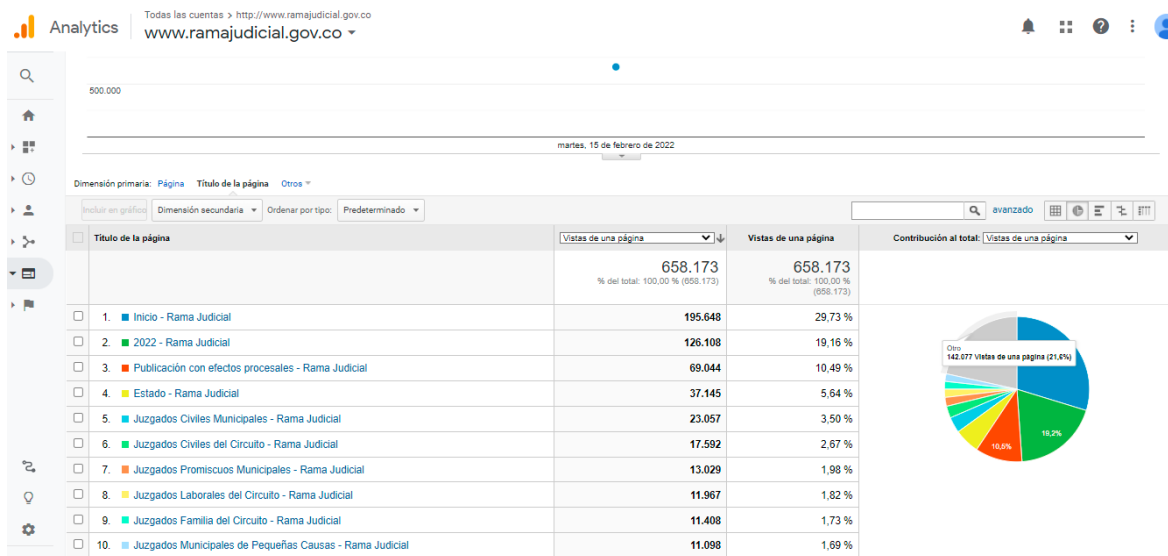 Todas las cuentas > http://www.ramajudicial.gov.co
Analytics
www.ramajudicial.gov.co
500.000
martes, 15 de febrero de 2022
Dimensión primaria: Página Título de la página Otros
Incluir en gráfico Dimensión secundaria Ordenar por tipo: Predeterminado avanzado
Título de la página Vistas de una página Vistas de una página Contribución al total: Vistas de una página
658.173 658.173
% del total: 100,00 % (658.173) % del total: 100,00 %
(658.173)
1. Inicio - Rama Judicial 195.648 29,73 %
2. 2022 - Rama Judicial 126.108 19,16 %
3. Publicación con efectos procesales - Rama Judicial 69.044 10,49 %
4. Estado - Rama Judicial 37.145 5,64 %
5. Juzgados Civiles Municipales - Rama Judicial 23.057 3,50 %
6. Juzgados Civiles del Circuito - Rama Judicial 17.592 2,67 %
7. Juzgados Promiscuos Municipales - Rama Judicial 13.029 1,98 %
8. Juzgados Laborales del Circuito - Rama Judicial 11.967 1,82 %
9. Juzgados Familia del Circuito - Rama Judicial 11.408 1,73 %
10. Juzgados Municipales de Pequeñas Causas - Rama Judicial 11.098 1,69 %
Otro
142.077 Vistas de una página (21,6%)
19,2%
10,5%